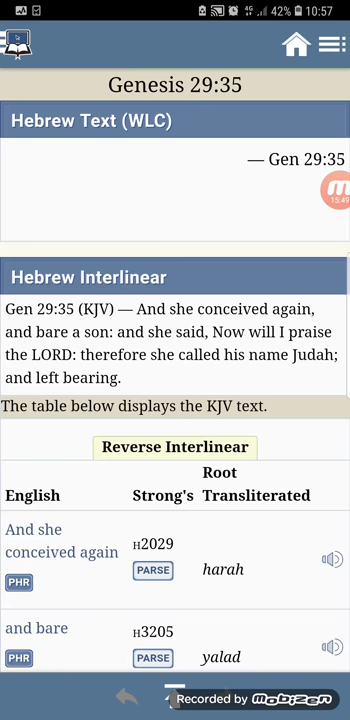 4G 42% 10:57
Genesis 29:35
Hebrew Text (WLC)
— Gen 29:35
15:49
Hebrew Interlinear
Gen 29:35 (KJV) — And she conceived again,
and bare a son: and she said, Now will I praise
the LORD: therefore she called his name Judah;
and left bearing.
The table below displays the KJV text.
Reverse Interlinear
English Strong's Root Transliterated
And she conceived again H2029 harah
PHR PARSE
and bare H3205 yalad
PHR PARSE
Recorded by mobizen